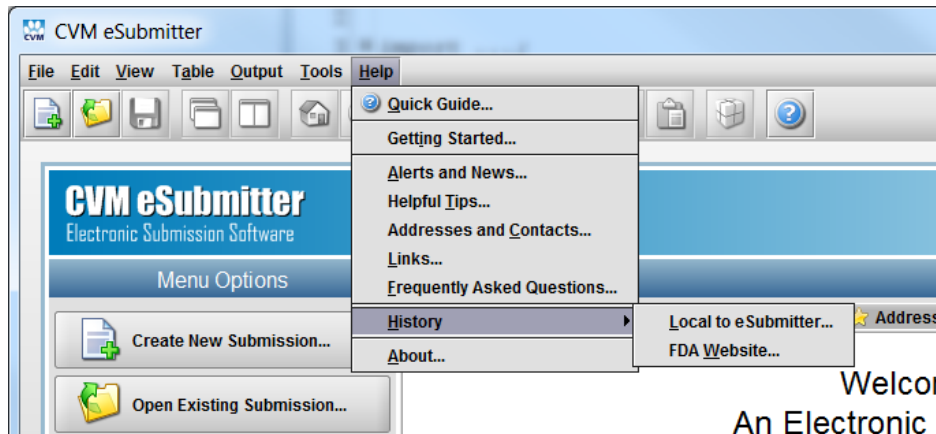 CVM eSubmitter
File Edit View Table Output Tools Help
Quick Guide...
Getting Started...
Alerts and News...
Helpful Tips...
Addresses and Contacts...
Links...
Frequently Asked Questions...
History
Local to eSubmitter...
FDA Website...
About...
CVM eSubmitter
Electronic Submission Software
Menu Options
Create New Submission...
Open Existing Submission...
Address
Welco
An Electronic